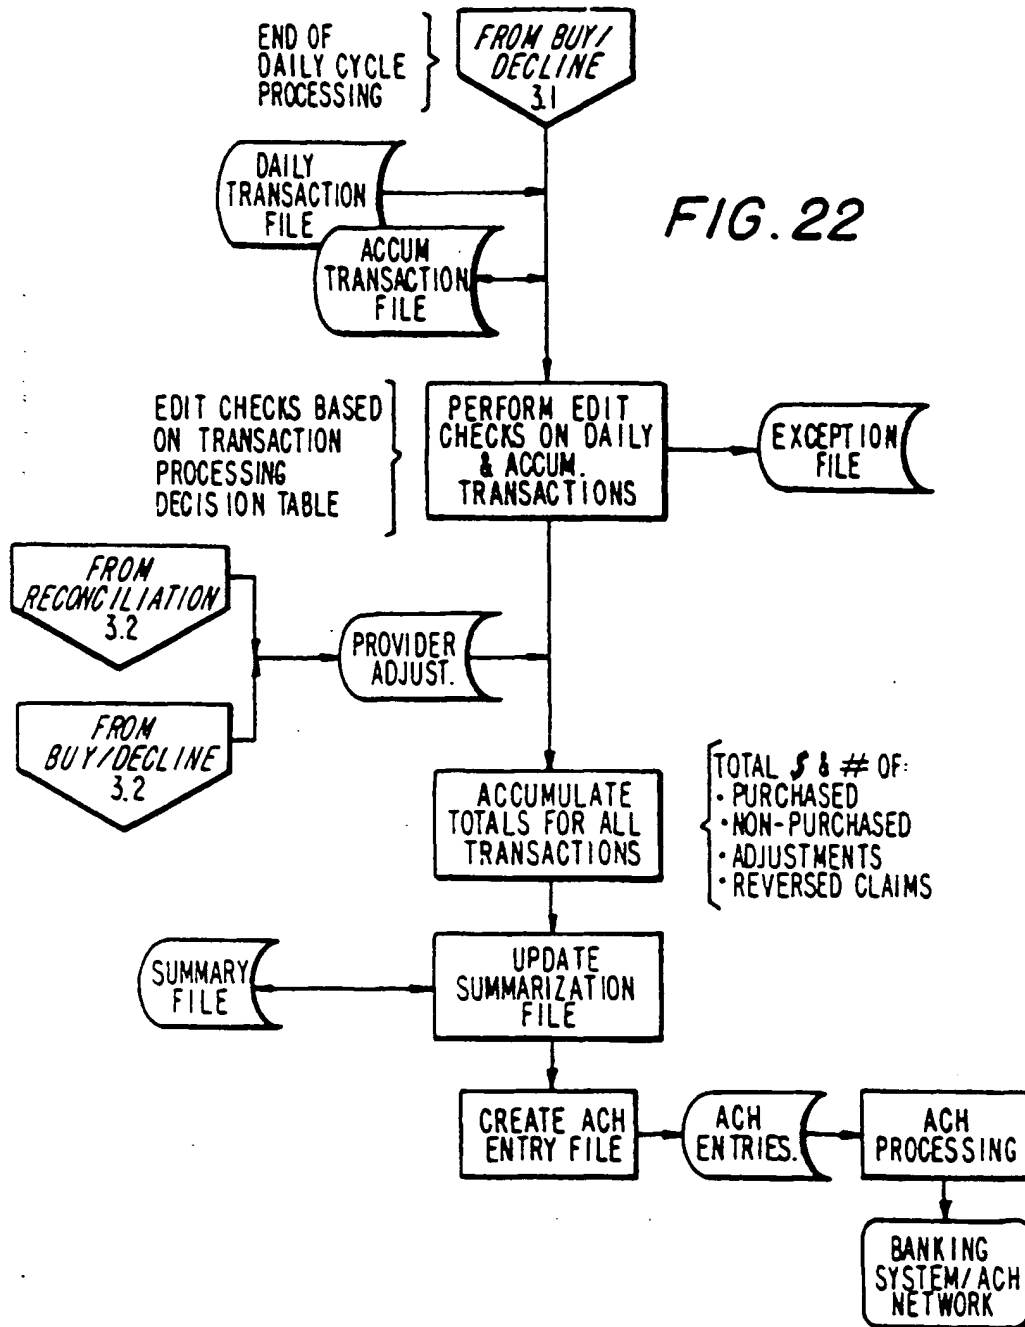 END OF
DAILY CYCLE
PROCESSING
FROM BUY/
DECLINE
3.1
DAILY
TRANSACTION
FILE
FIG. 22
ACCUM
TRANSACTION
FILE
EDIT CHECKS BASED
ON TRANSACTION
PROCESSING
DECISION TABLE
PERFORM EDIT
CHECKS ON DAILY
& ACCUM.
TRANSACTIONS
EXCEPTION
FILE
FROM
RECONCILIATION
3.2
PROVIDER
ADJUST.
FROM
BUY/DECLINE
3.2
ACCUMULATE
TOTALS FOR ALL
TRANSACTIONS
TOTAL $ & # OF:
• PURCHASED
• NON-PURCHASED
• ADJUSTMENTS
• REVERSED CLAIMS
SUMMARY
FILE
UPDATE
SUMMARIZATION
FILE
CREATE ACH
ENTRY FILE
ACH
ENTRIES.
ACH
PROCESSING
BANKING
SYSTEM/ACH
NETWORK